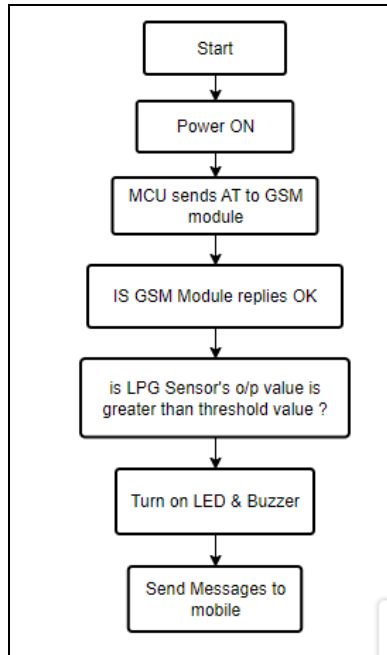 Start
Power ON
MCU sends AT to GSM
module
IS GSM Module replies OK
is LPG Sensor's o/p value is
greater than threshold value ?
Turn on LED & Buzzer
Send Messages to
mobile